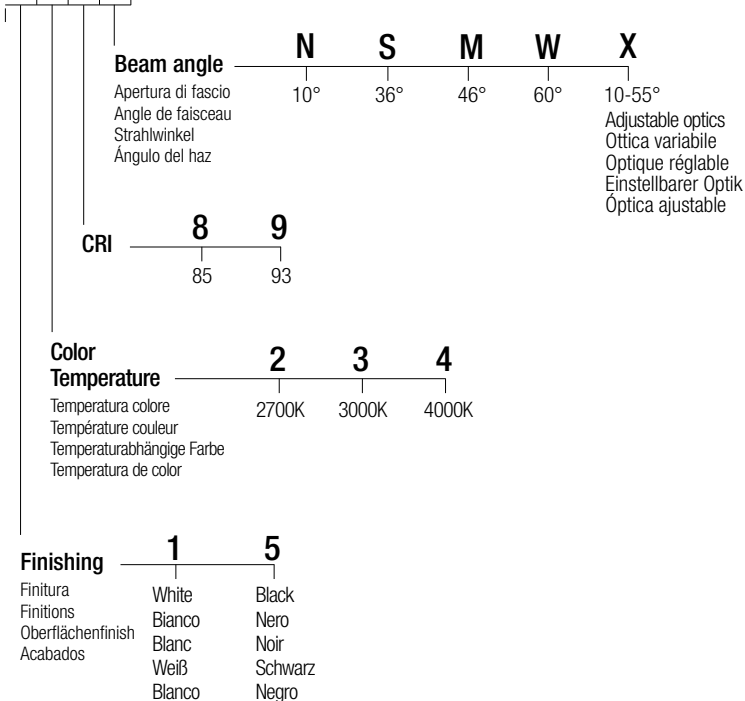 Beam angle
Apertura di fascio
Angle de faisceau
Strahlwinkel
Ángulo del haz
N S M W X
10° 36° 46° 60° 10-55°
Adjustable optics
Ottica variabile
Optique réglable
Einstellbarer Optik
Óptica ajustable
CRI
8 9
85 93
Color
Temperature
Temperatura colore
Température couleur
Temperaturabhängige Farbe
Temperatura de color
2 3 4
2700K 3000K 4000K
Finishing
Finitura
Finitions
Oberflächenfinish
Acabados
1 5
White Black
Bianco Nero
Blanc Noir
Weiß Schwarz
Blanco Negro